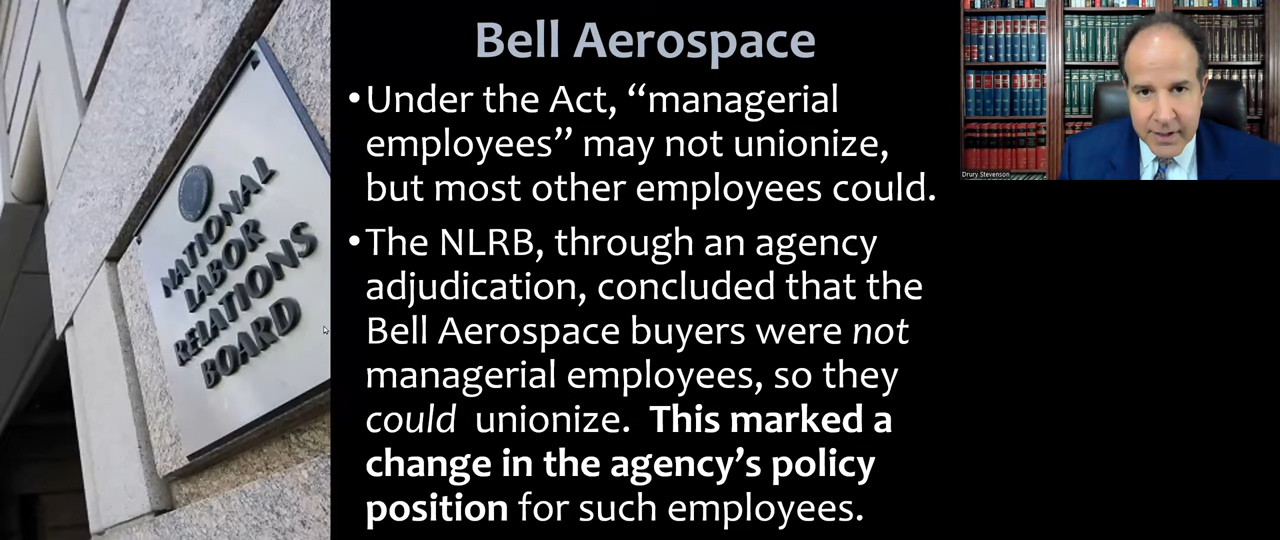 Bell Aerospace
•Under the Act, “managerial
employees” may not unionize,
but most other employees could.
•The NLRB, through an agency
adjudication, concluded that the
Bell Aerospace buyers were not
managerial employees, so they
could unionize. This marked a
change in the agency’s policy
position for such employees.
NATIONAL
LABOR
RELATIONS
BOARD
Drury Stevenson